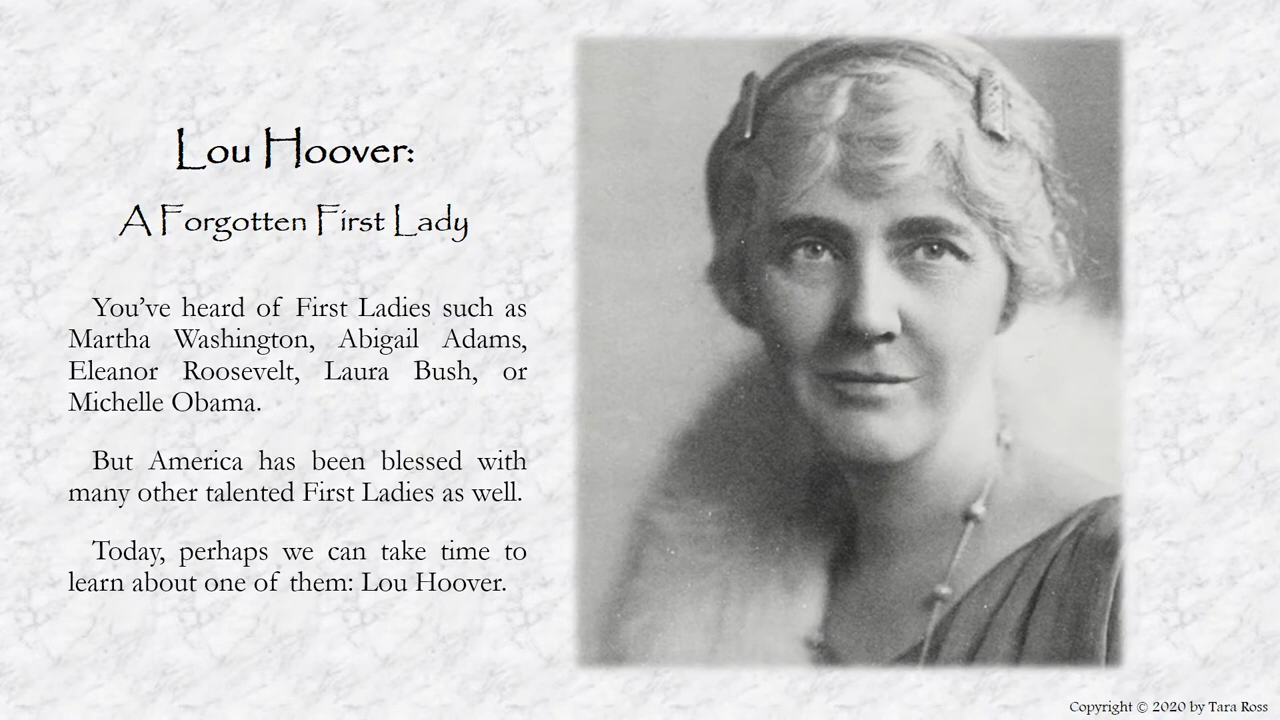 Lou Hoover:
A Forgotten First Lady
You’ve heard of First Ladies such as
Martha Washington, Abigail Adams,
Eleanor Roosevelt, Laura Bush, or
Michelle Obama.
But America has been blessed with
many other talented First Ladies as well.
Today, perhaps we can take time to
learn about one of them: Lou Hoover.
Copyright © 2020 by Tara Ross